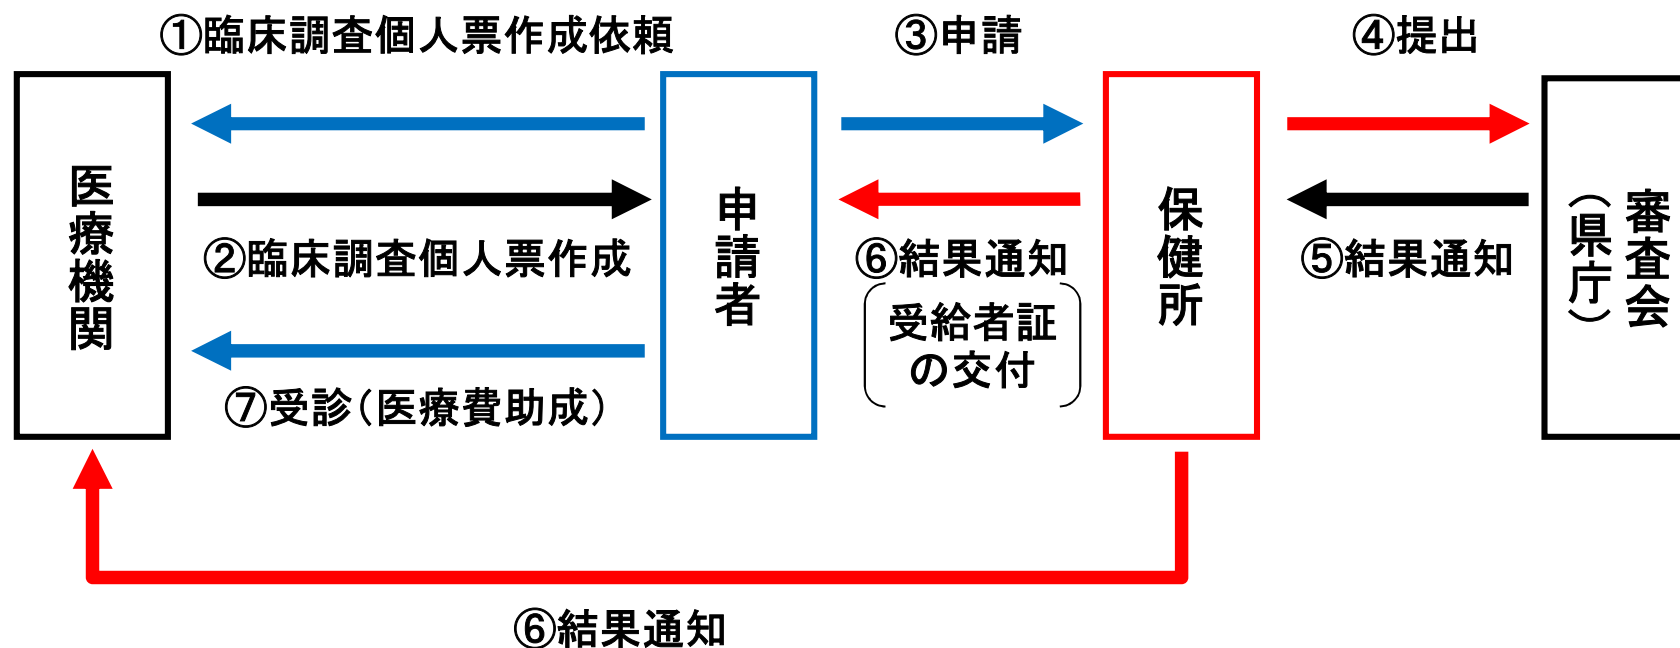 ①臨床調査個人票作成依頼
③申請
④提出
医療機関
申請者
保健所
審査会
（県庁）
②臨床調査個人票作成
⑥結果通知
受給者証
の交付
⑤結果通知
⑦受診（医療費助成）
⑥結果通知